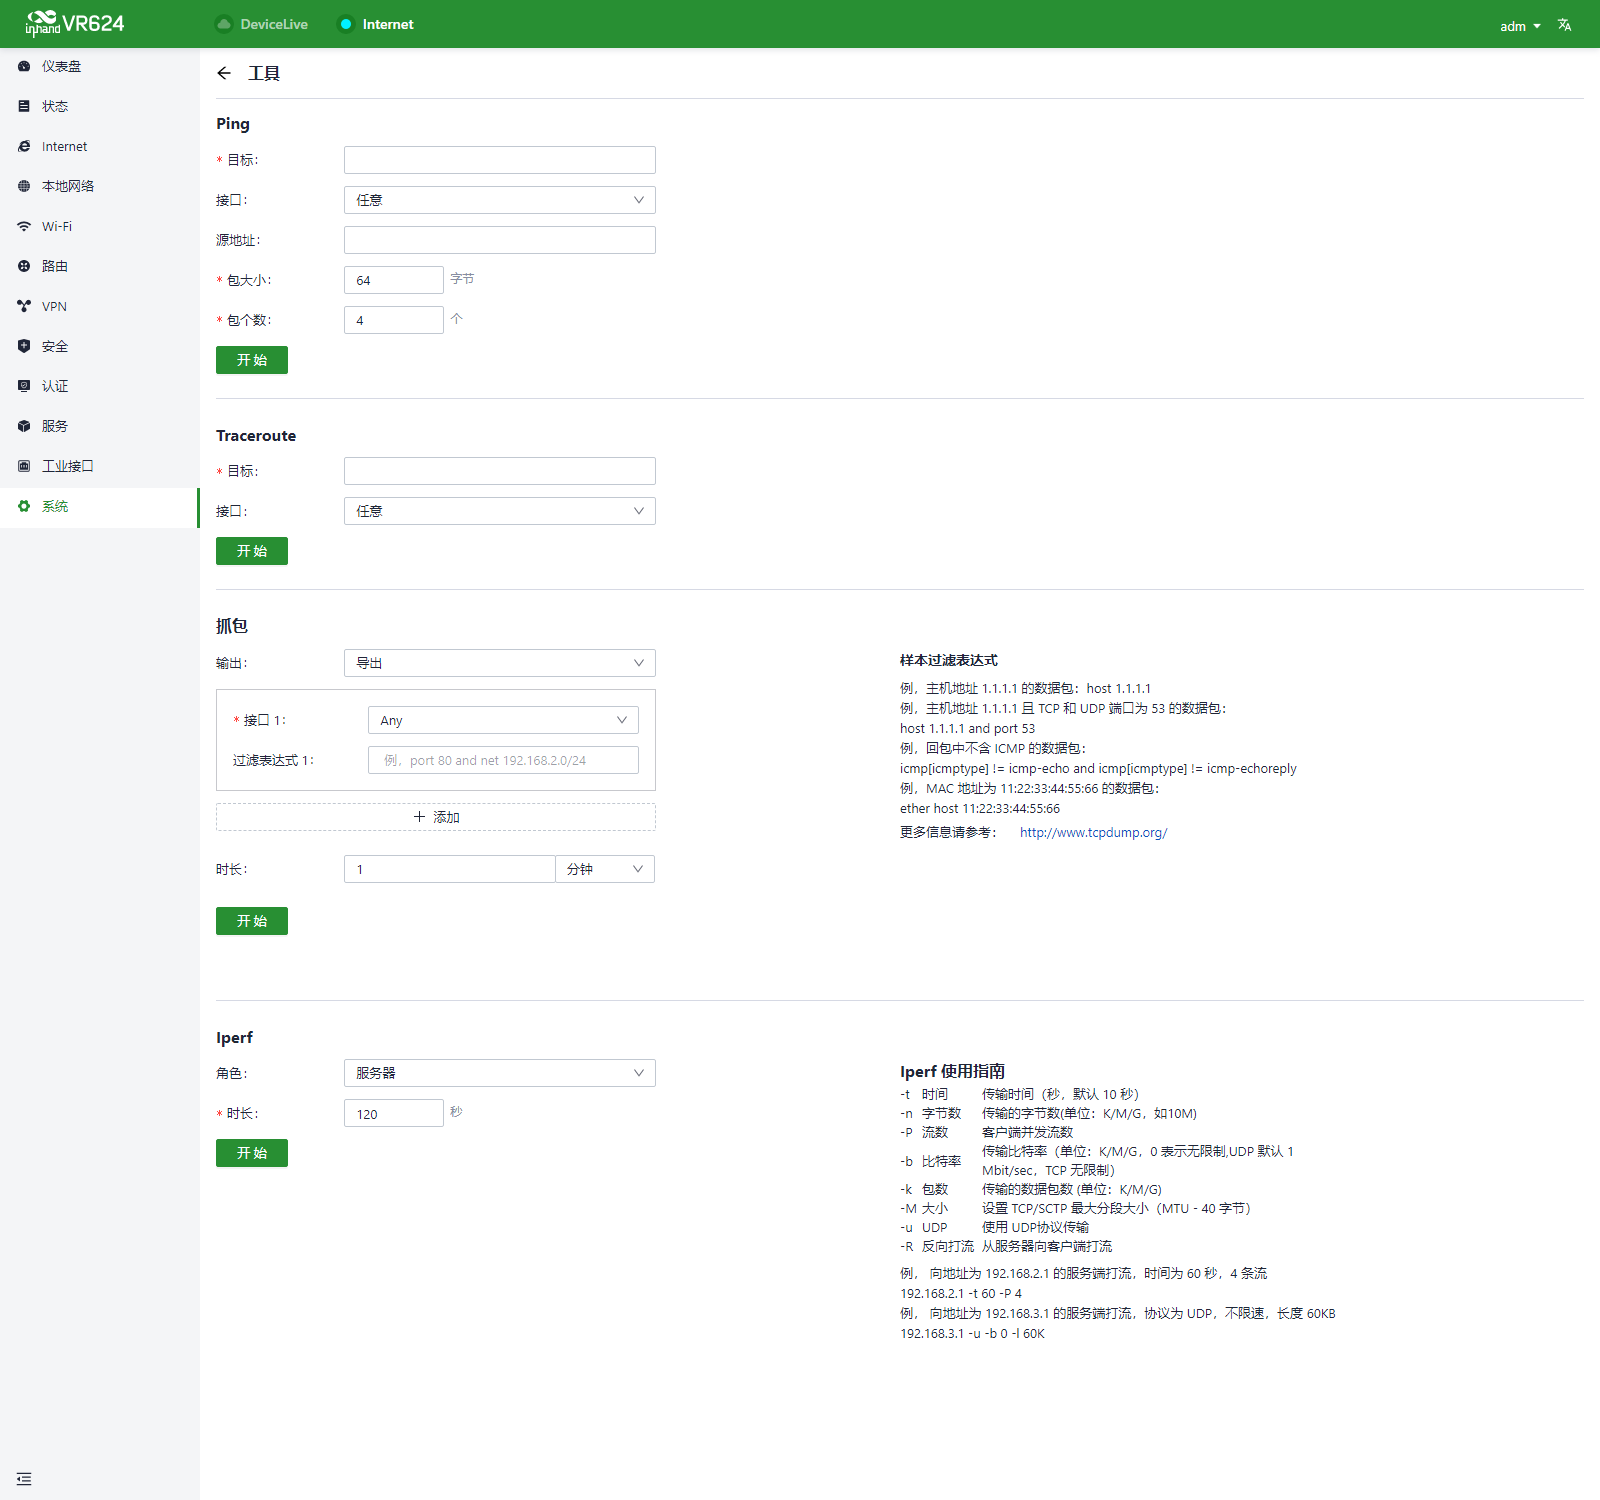 inhand VR624
DeviceLive
Internet
adm
仪表盘
状态
Internet
本地网络
Wi-Fi
路由
VPN
安全
认证
服务
工业接口
系统
工具
Ping
* 目标：
接口： 任意
源地址：
* 包大小： 64 字节
* 包个数： 4 个
开 始
Traceroute
* 目标：
接口： 任意
开 始
抓包
输出： 导出
* 接口 1： Any
过滤表达式 1： 例，port 80 and net 192.168.2.0/24
添加
时长： 1 分钟
开 始
样本过滤表达式
例，主机地址 1.1.1.1 的数据包：host 1.1.1.1
例，主机地址 1.1.1.1 且 TCP 和 UDP 端口为 53 的数据包：
host 1.1.1.1 and port 53
例，回包中不含 ICMP 的数据包：
icmp[icmptype] != icmp-echo and icmp[icmptype] != icmp-echoreply
例，MAC 地址为 11:22:33:44:55:66 的数据包：
ether host 11:22:33:44:55:66
更多信息请参考： http://www.tcpdump.org/
Iperf
角色： 服务器
* 时长： 120 秒
开 始
Iperf 使用指南
-t 时间 传输时间（秒，默认 10 秒）
-n 字节数 传输的字节数(单位：K/M/G，如10M)
-P 流数 客户端并发流数
-b 比特率 传输比特率（单位：K/M/G，0 表示无限制,UDP 默认 1
Mbit/sec，TCP 无限制）
-k 包数 传输的数据包数 (单位：K/M/G)
-M 大小 设置 TCP/SCTP 最大分段大小（MTU - 40 字节）
-u UDP 使用 UDP协议传输
-R 反向打流 从服务器向客户端打流
例， 向地址为 192.168.2.1 的服务端打流，时间为 60 秒，4 条流
192.168.2.1 -t 60 -P 4
例， 向地址为 192.168.3.1 的服务端打流，协议为 UDP，不限速，长度 60KB
192.168.3.1 -u -b 0 -l 60K